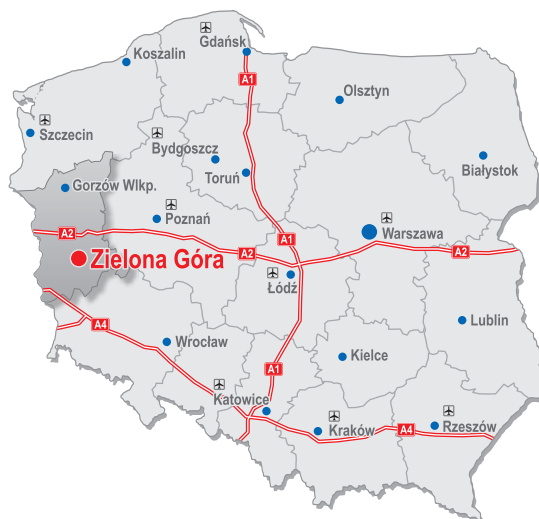 Gdańsk
Koszalin
A1
Olsztyn
Szczecin
Bydgoszcz
Białystok
Toruń
Gorzów Wlkp.
Poznań
A2
Warszawa
A1
A2
A2
Zielona Góra
Łódź
Lublin
A4
Wrocław
Kielce
A1
Katowice
Kraków
A4
Rzeszów